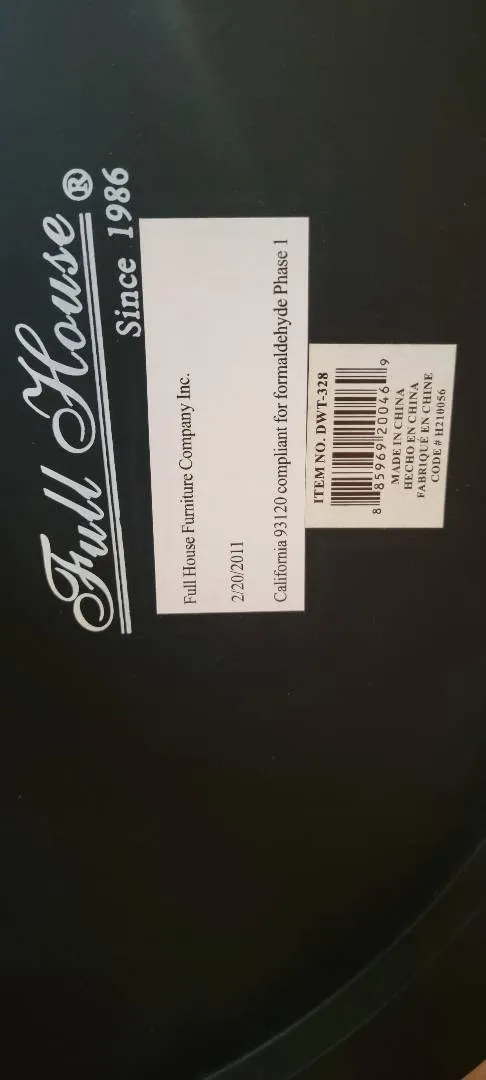 Full House®
Since 1986
Full House Furniture Company Inc.
2/20/2011
California 93120 compliant for formaldehyde Phase 1
ITEM NO. DWT-328
8 85969 20046 9
MADE IN CHINA
HECHO EN CHINA
FABRIQUÉ EN CHINE
CODE # H210056